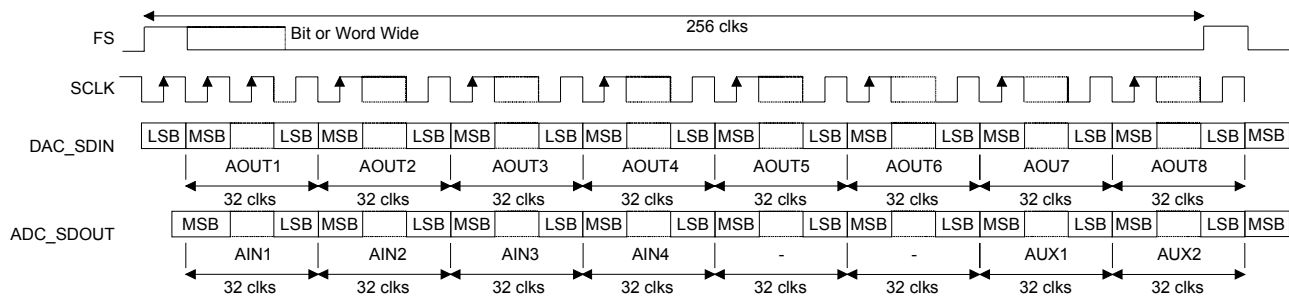 256 clks
FS Bit or Word Wide
SCLK
DAC_SDIN LSB MSB LSB MSB LSB MSB LSB MSB LSB MSB LSB MSB LSB MSB LSB MSB LSB MSB
AOUT1 AOUT2 AOUT3 AOUT4 AOUT5 AOUT6 AOU7 AOUT8
32 clks 32 clks 32 clks 32 clks 32 clks 32 clks 32 clks 32 clks
ADC_SDOUT MSB LSB MSB LSB MSB LSB MSB LSB MSB LSB MSB LSB MSB LSB MSB LSB MSB
AIN1 AIN2 AIN3 AIN4 - - AUX1 AUX2
32 clks 32 clks 32 clks 32 clks 32 clks 32 clks 32 clks 32 clks